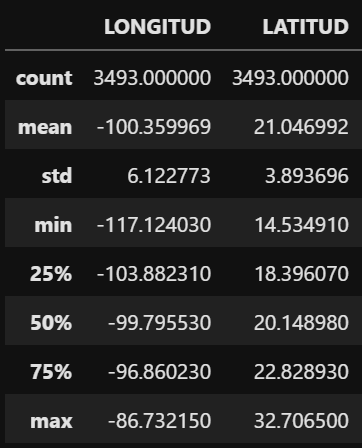 LONGITUD LATITUD
count 3493.000000 3493.000000
mean -100.359969 21.046992
std 6.122773 3.893696
min -117.124030 14.534910
25% -103.882310 18.396070
50% -99.795530 20.148980
75% -96.860230 22.828930
max -86.732150 32.706500